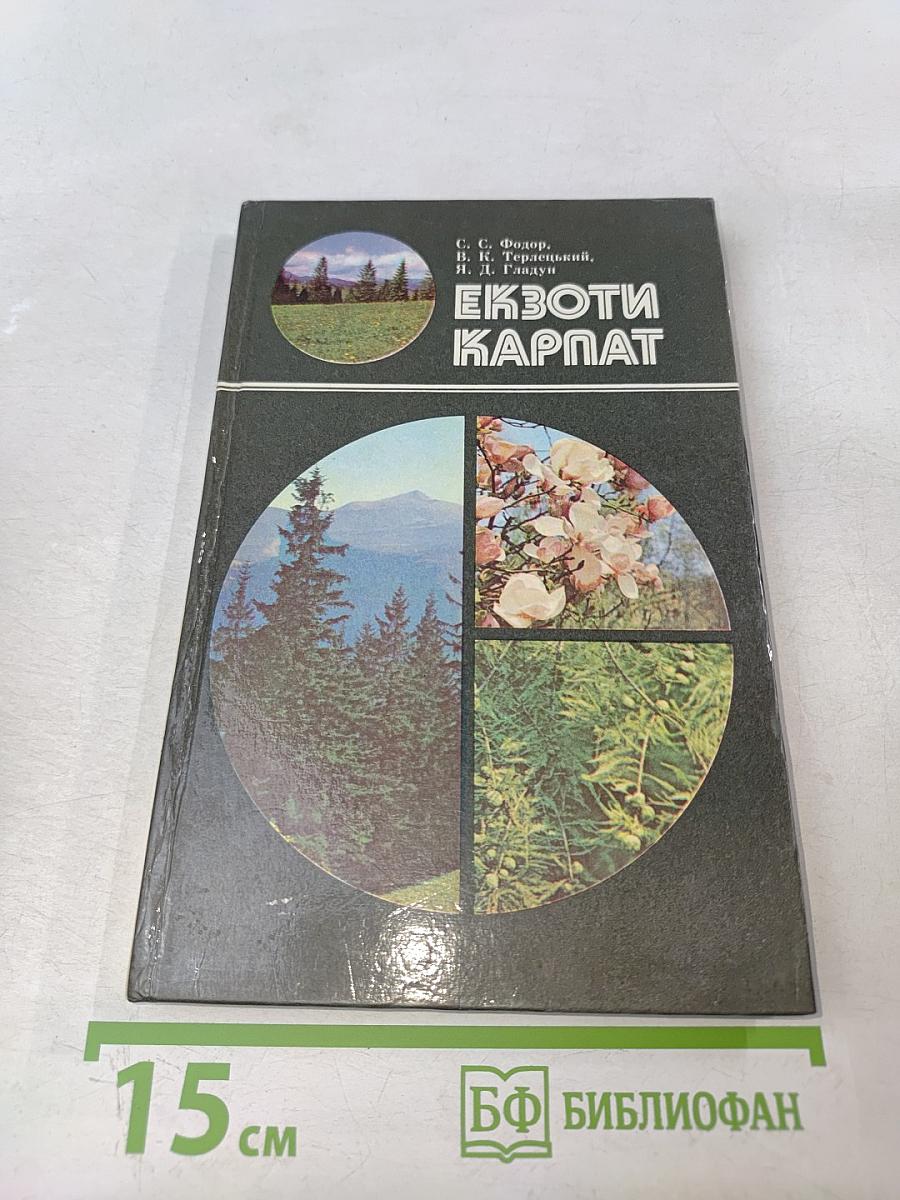 С. С. Фодор,
В. К. Терлецький,
Я. Д. Гладун
ЕКЗОТИ
КАРПАТ
15 см
БФ БИБЛИОФАН